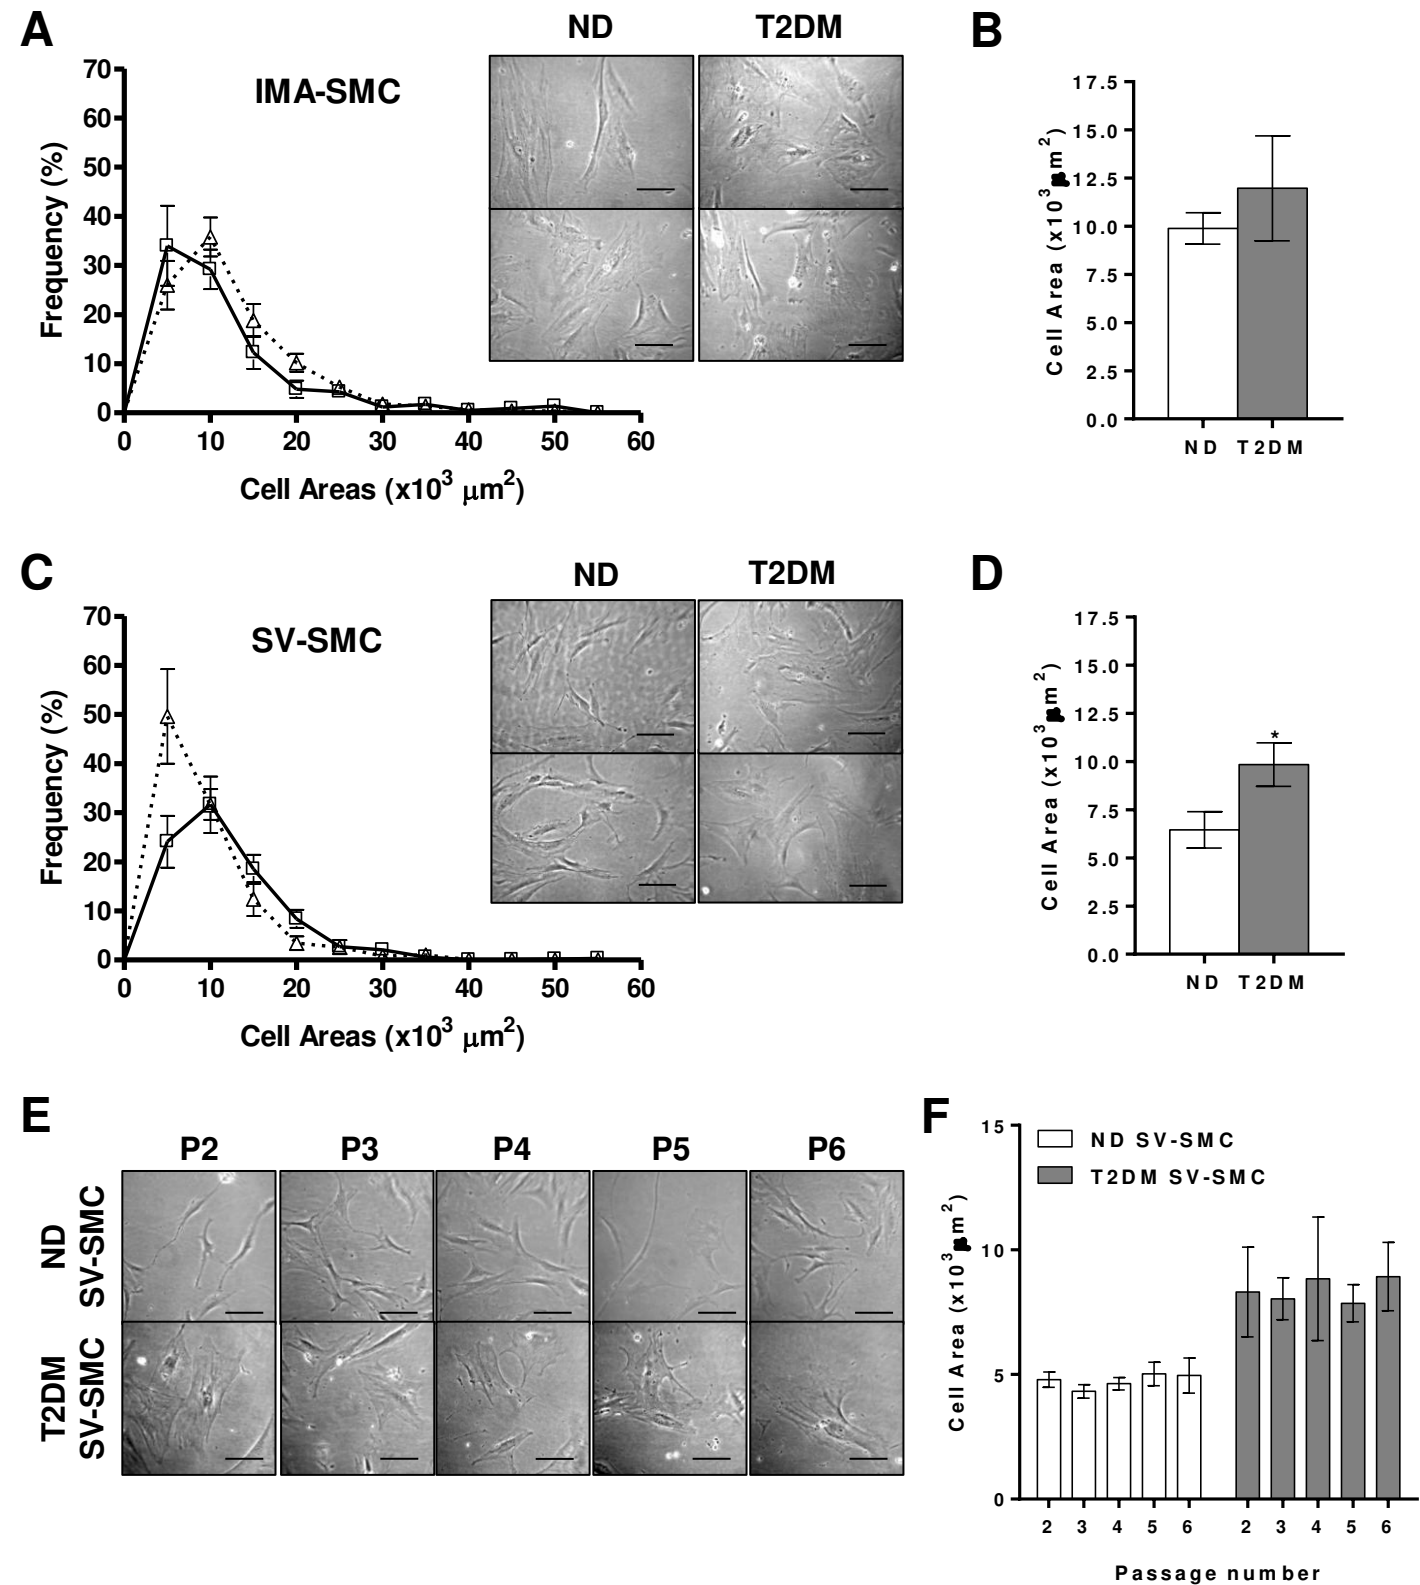 A
ND T2DM
IMA-SMC
70
60
50
40
30
20
10
0
Frequency (%)
0 10 20 30 40 50 60
Cell Areas (x10³ μm²)
B
17.5
15.0
12.5
10.0
7.5
5.0
2.5
0.0
Cell Area (x10³ m²)
ND T2DM
C
ND T2DM
SV-SMC
70
60
50
40
30
20
10
0
Frequency (%)
0 10 20 30 40 50 60
Cell Areas (x10³ μm²)
D
17.5
15.0
12.5
10.0
7.5
5.0
2.5
0.0
Cell Area (x10³ m²)
*
ND T2DM
E
P2 P3 P4 P5 P6
ND
SV-SMC
T2DM
SV-SMC
F
15
10
5
0
Cell Area (x10³ m²)
ND SV-SMC
T2DM SV-SMC
2 3 4 5 6 2 3 4 5 6
Passage number